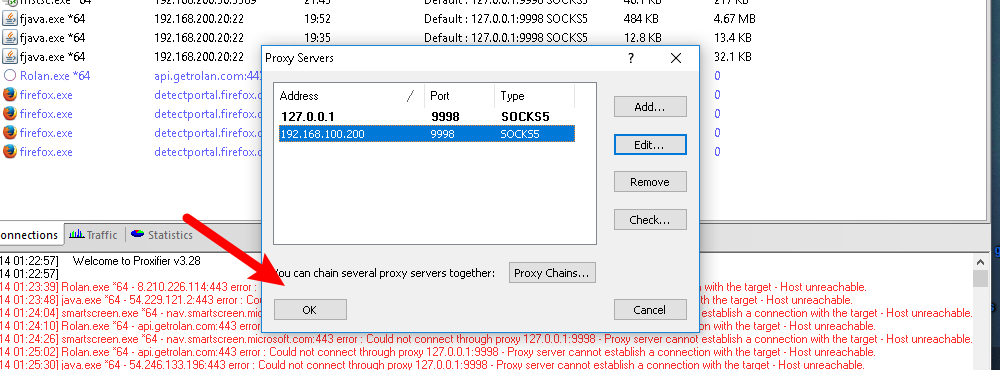 mstsc.exe *64 192.168.200.30:3389 21:45 Default : 127.0.0.1:9998 SOCKS5 46.1 KB 217 KB
fjava.exe *64 192.168.200.20:22 19:52 Default : 127.0.0.1:9998 SOCKS5 484 KB 4.67 MB
fjava.exe *64 192.168.200.20:22 19:35 Default : 127.0.0.1:9998 SOCKS5 12.8 KB 13.4 KB
fjava.exe *64 192.168.200.20:22 KB 32.1 KB
Rolan.exe *64 api.getrolan.com:443 0
firefox.exe detectportal.firefox.c 0
firefox.exe detectportal.firefox.c 0
firefox.exe detectportal.firefox.c 0
firefox.exe detectportal.firefox.c 0
Proxy Servers
?
Address Port Type
127.0.0.1 9998 SOCKS5
192.168.100.200 9998 SOCKS5
Add...
Edit...
Remove
Check...
You can chain several proxy servers together:
Proxy Chains...
OK
Cancel
onnections Traffic Statistics
14 01:22:57] Welcome to Proxifier v3.28
14 01:22:57]
14 01:23:39] Rolan.exe *64 - 8.210.226.114:443 error : on with the target - Host unreachable.
14 01:23:48] java.exe *64 - 54.229.121.2:443 error : Cou with the target - Host unreachable.
14 01:24:04] smartscreen.exe *64 - nav.smartscreen.micros establish a connection with the target - Host unreachable.
14 01:24:10] Rolan.exe *64 - api.getrolan.com:443 error ction with the target - Host unreachable.
14 01:24:26] smartscreen.exe *64 - nav.smartscreen.microsoft.com:443 error : Could not connect through proxy 127.0.0.1:9998 - Proxy server cannot establish a connection with the target - Host unreachable.
14 01:25:02] Rolan.exe *64 - api.getrolan.com:443 error : Could not connect through proxy 127.0.0.1:9998 - Proxy server cannot establish a connection with the target - Host unreachable.
14 01:25:30] java.exe *64 - 54.246.133.196:443 error : Could not connect through proxy 127.0.0.1:9998 - Proxy server cannot establish a connection with the target - Host unreachable.